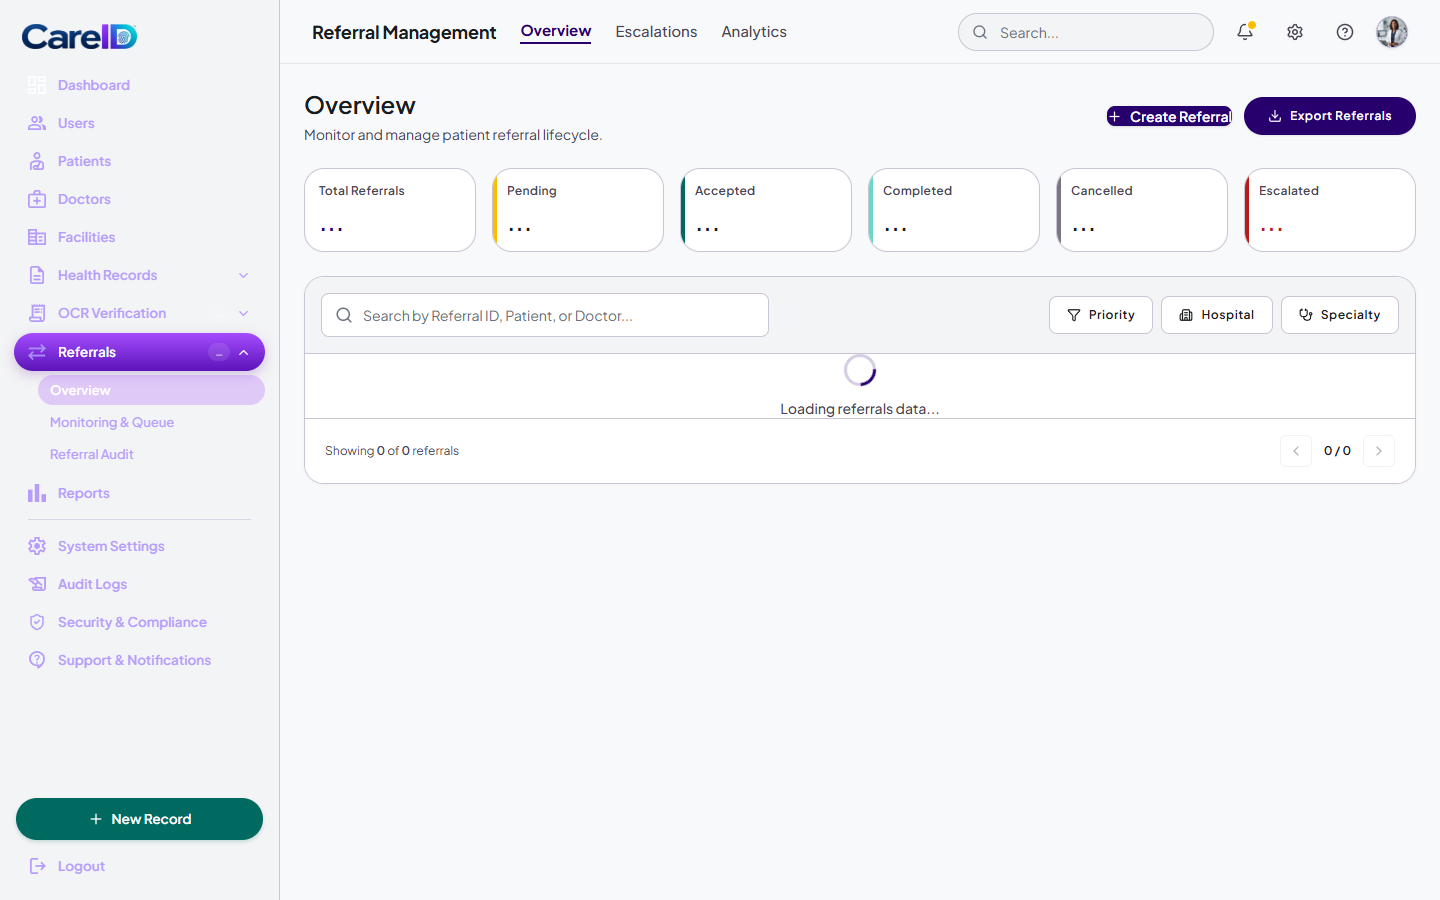 CareID
Dashboard
Users
Patients
Doctors
Facilities
Health Records
OCR Verification
Referrals
Overview
Monitoring & Queue
Referral Audit
Reports
System Settings
Audit Logs
Security & Compliance
Support & Notifications
New Record
Logout
Referral Management
Overview
Escalations
Analytics
Search...
Overview
Monitor and manage patient referral lifecycle.
Create Referral
Export Referrals
Total Referrals
...
Pending
...
Accepted
...
Completed
...
Cancelled
...
Escalated
...
Search by Referral ID, Patient, or Doctor...
Priority
Hospital
Specialty
Loading referrals data...
Showing 0 of 0 referrals
0 / 0